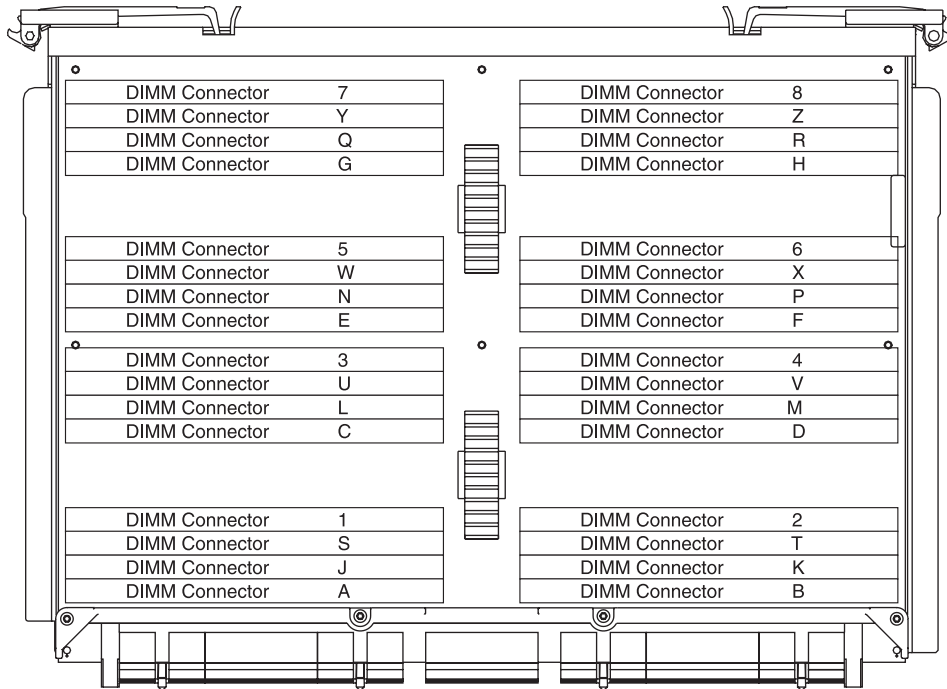 DIMM Connector 7
DIMM Connector Y
DIMM Connector Q
DIMM Connector G
DIMM Connector 8
DIMM Connector Z
DIMM Connector R
DIMM Connector H
DIMM Connector 5
DIMM Connector W
DIMM Connector N
DIMM Connector E
DIMM Connector 6
DIMM Connector X
DIMM Connector P
DIMM Connector F
DIMM Connector 3
DIMM Connector U
DIMM Connector L
DIMM Connector C
DIMM Connector 4
DIMM Connector V
DIMM Connector M
DIMM Connector D
DIMM Connector 1
DIMM Connector S
DIMM Connector J
DIMM Connector A
DIMM Connector 2
DIMM Connector T
DIMM Connector K
DIMM Connector B